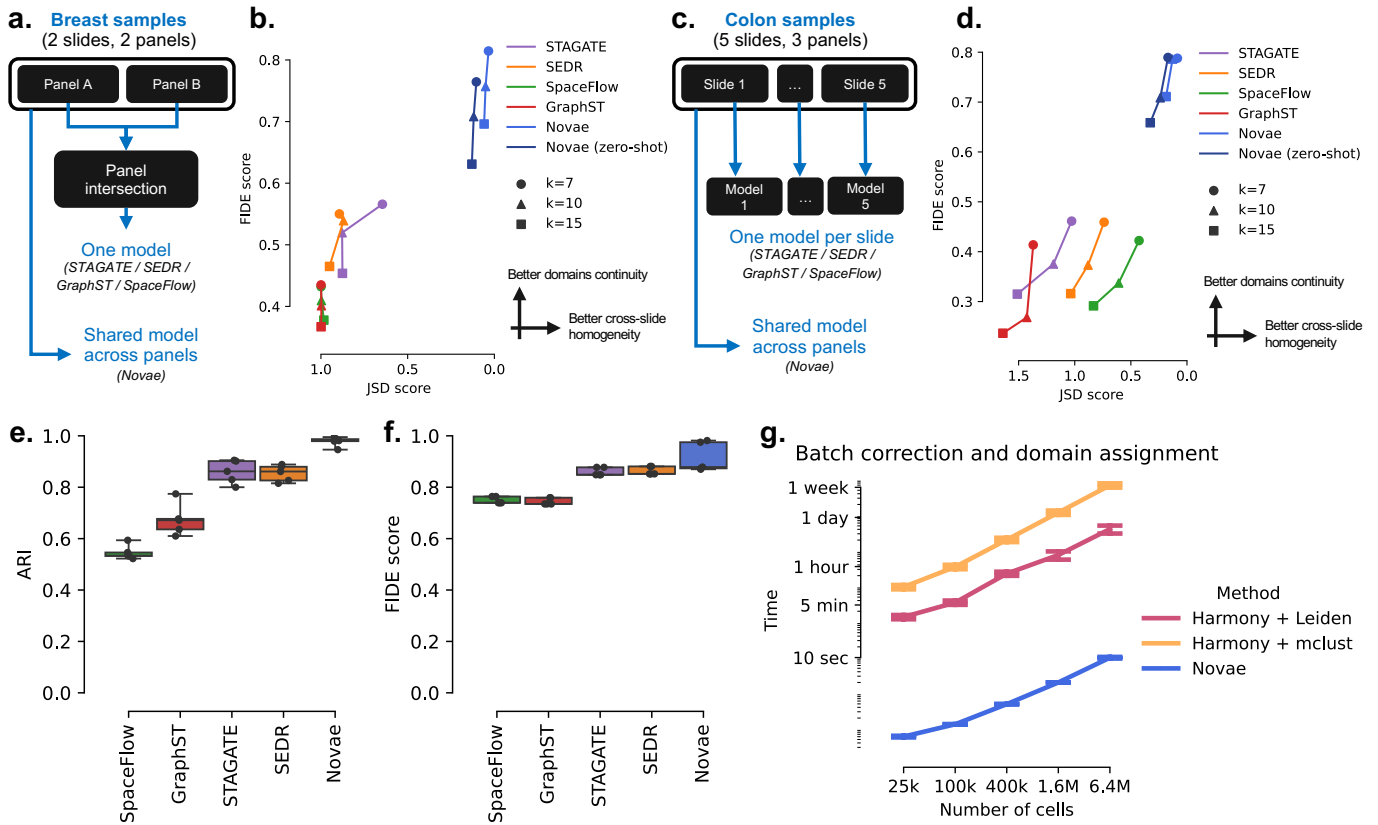 a.
Breast samples
(2 slides, 2 panels)
Panel A
Panel B
Panel
intersection
One model
(STAGATE / SEDR /
GraphST / SpaceFlow)
Shared model
across panels
(Novae)
b.
FIDE score
0.8
0.7
0.6
0.5
0.4
1.0
0.5
0.0
JSD score
STAGATE
SEDR
SpaceFlow
GraphST
Novae
Novae (zero-shot)
k=7
k=10
k=15
Better domains continuity
Better cross-slide
homogeneity
c.
Colon samples
(5 slides, 3 panels)
Slide 1
...
Slide 5
Model
1
...
Model
5
One model per slide
(STAGATE / SEDR /
GraphST / SpaceFlow)
Shared model
across panels
(Novae)
d.
FIDE score
0.8
0.7
0.6
0.5
0.4
0.3
1.5
1.0
0.5
0.0
JSD score
STAGATE
SEDR
SpaceFlow
GraphST
Novae
Novae (zero-shot)
k=7
k=10
k=15
Better domains continuity
Better cross-slide
homogeneity
e.
ARI
1.0
0.8
0.6
0.4
0.2
0.0
SpaceFlow
GraphST
STAGATE
SEDR
Novae
f.
FIDE score
1.0
0.8
0.6
0.4
0.2
0.0
SpaceFlow
GraphST
STAGATE
SEDR
Novae
g.
Batch correction and domain assignment
Time
1 week
1 day
1 hour
5 min
10 sec
25k
100k
400k
1.6M
6.4M
Number of cells
Method
Harmony + Leiden
Harmony + mclust
Novae